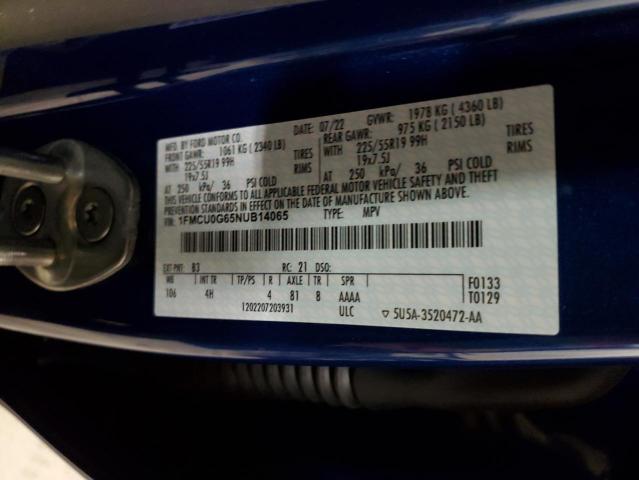 MFD. BY FORD MOTOR CO.
DATE: 07/22 GVWR: 1978 KG ( 4360 LB)
FRONT GAWR: 1061 KG ( 2340 LB) REAR GAWR: 975 KG ( 2150 LB)
WITH 225/55R19 99H TIRES WITH 225/55R19 99H TIRES
19x7.5J RIMS 19x7.5J RIMS
AT 250 kPa/ 36 PSI COLD AT 250 kPa/ 36 PSI COLD
THIS VEHICLE CONFORMS TO ALL APPLICABLE FEDERAL MOTOR VEHICLE SAFETY AND THEFT
PREVENTION STANDARDS IN EFFECT ON THE DATE OF MANUFACTURE SHOWN ABOVE.
VIN: 1FMCU0G65NUB14065 TYPE: MPV
EXT PNT: B3 RC: 21 DSO:
WB INT TR TP/PS R AXLE TR SPR
106 4H 4 81 8 AAAA
F0133
T0129
1202207203931 ULC ▽ 5U5A-3520472-AA